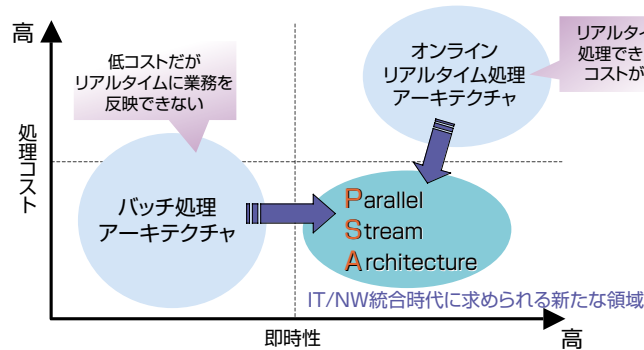 高
処理コスト
低コストだが
リアルタイムに業務を
反映できない
オンライン
リアルタイム処理
アーキテクチャ
リアルタイ
処理でき
コストが
バッチ処理
アーキテクチャ
Parallel
Stream
Architecture
IT/NW統合時代に求められる新たな領域
即時性
高